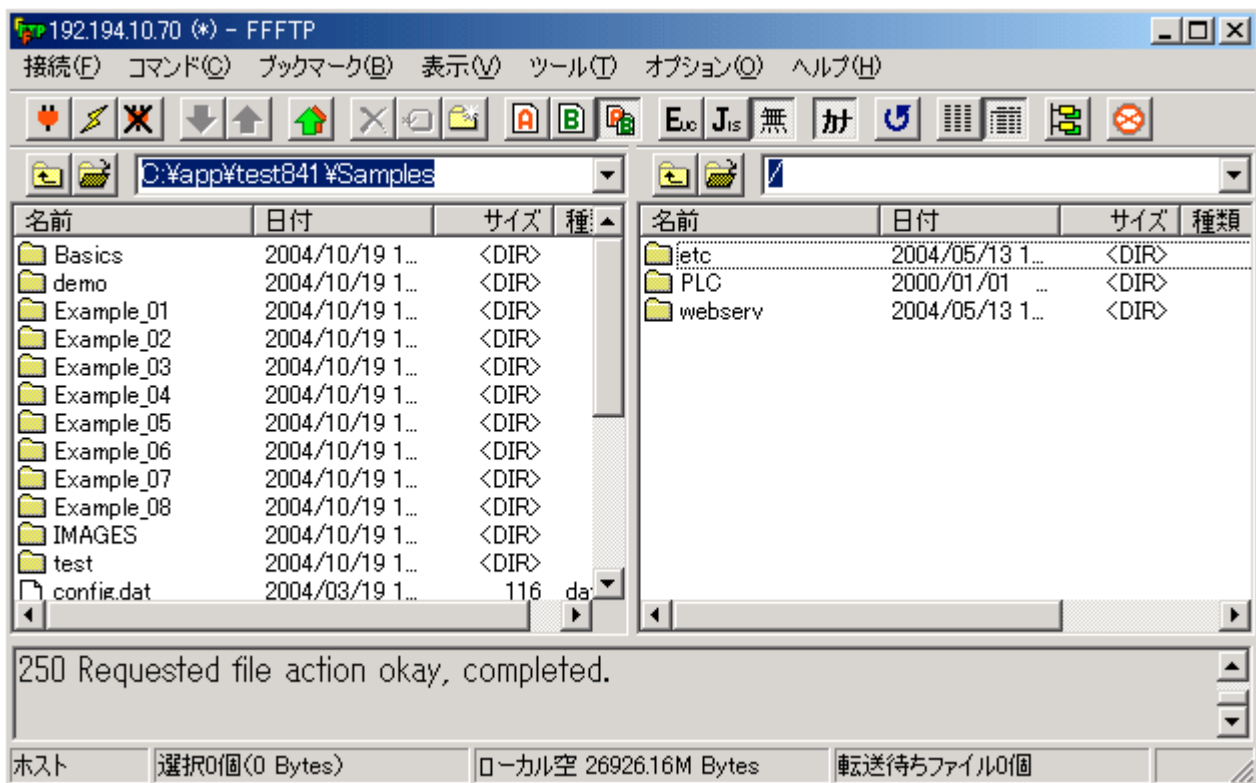 192.194.10.70 (*) - FFFTP
接続(F) コマンド(C) ブックマーク(B) 表示(V) ツール(T) オプション(O) ヘルプ(H)
A B Euc JIS 無 カナ
C:¥app¥test841¥Samples /
名前 日付 サイズ 種 名前 日付 サイズ 種類
Basics 2004/10/19 1... <DIR> etc 2004/05/13 1... <DIR>
demo 2004/10/19 1... <DIR> PLC 2000/01/01 ... <DIR>
Example_01 2004/10/19 1... <DIR> webserv 2004/05/13 1... <DIR>
Example_02 2004/10/19 1... <DIR>
Example_03 2004/10/19 1... <DIR>
Example_04 2004/10/19 1... <DIR>
Example_05 2004/10/19 1... <DIR>
Example_06 2004/10/19 1... <DIR>
Example_07 2004/10/19 1... <DIR>
Example_08 2004/10/19 1... <DIR>
IMAGES 2004/10/19 1... <DIR>
test 2004/10/19 1... <DIR>
config.dat 2004/03/19 1... 116 da
250 Requested file action okay, completed.
ホスト 選択0個(0 Bytes) ローカル空 26926.16M Bytes 転送待ちファイル0個